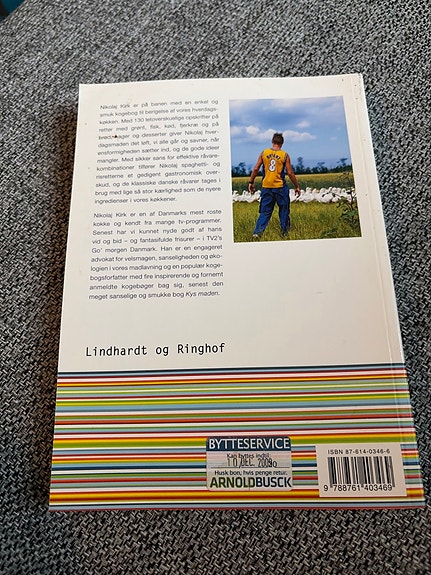 Nikolaj Kirk er på banen med en enkel og
smuk kogebog til berigelse af vores hverdags-
køkken. Med 130 letoverskuelige opskrifter på
retter med grønt, fisk, kød, fjerkræ og på
brød, kager og desserter giver Nikolaj hver-
dagsmaden det løft, vi alle går og savner, når
ensformigheden sætter ind, og de gode ideer
mangler. Med sikker sans for effektive råvare-
kombinationer tilfører Nikolaj spaghetti- og
risretterne et gedigent gastronomisk over-
skud, og de klassiske danske råvarer tages i
brug med lige så stor kærlighed som de nyere
ingredienser i vores køkkener.
Nikolaj Kirk er en af Danmarks mest roste
kokke og kendt fra mange tv-programmer.
Senest har vi kunnet nyde godt af hans
vid og bid – og fantasifulde frisurer – i TV2's
Go' morgen Danmark. Han er en engageret
advokat for velsmagen, sanseligheden og øko-
logien i vores madlavning og en populær koge-
bogsforfatter med fire inspirerende og fornemt
anmeldte kogebøger bag sig, senest den
meget sanselige og smukke bog Kys maden.
8
Lindhardt og Ringhof
BYTTESERVICE
Kan byttes indtil:
Husk bon, hvis penge retur.
ARNOLDBUSCK
ISBN 87-614-0346-6
9 788761 403469